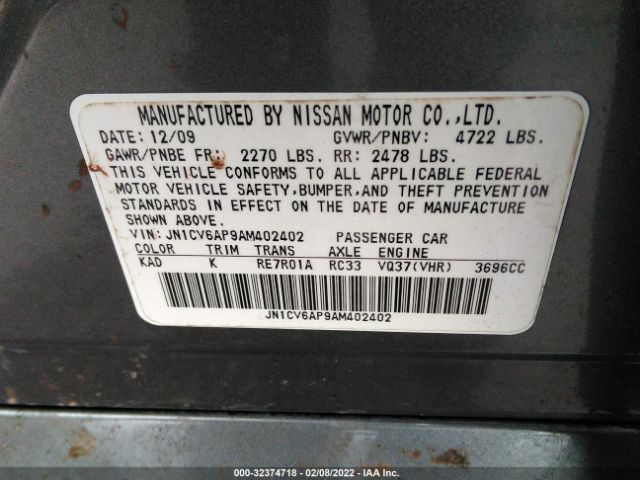 MANUFACTURED BY NISSAN MOTOR CO.,LTD.
DATE: 12/09 GVWR/PNBV: 4722 LBS.
GAWR/PNBE FR: 2270 LBS. RR: 2478 LBS.
THIS VEHICLE CONFORMS TO ALL APPLICABLE FEDERAL
MOTOR VEHICLE SAFETY,BUMPER,AND THEFT PREVENTION
STANDARDS IN EFFECT ON THE DATE OF MANUFACTURE
SHOWN ABOVE.
VIN: JN1CV6AP9AM402402 PASSENGER CAR
COLOR TRIM TRANS AXLE ENGINE
KAD K RE7R01A RC33 VQ37(VHR) 3696CC
JN1CV6AP9AM402402
000-32374718 - 02/08/2022 - IAA Inc.